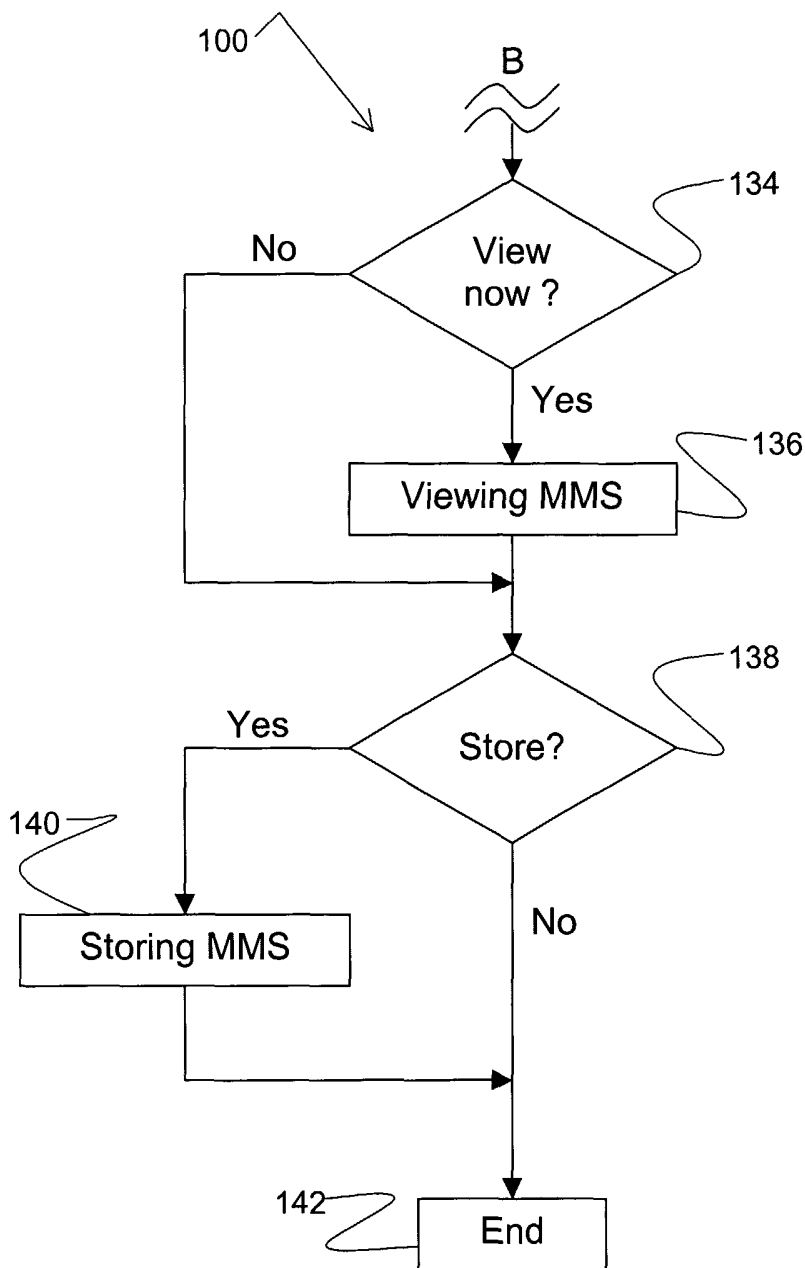 100
B
134
No
View
now ?
Yes
136
Viewing MMS
138
Yes
Store?
140
No
Storing MMS
142
End